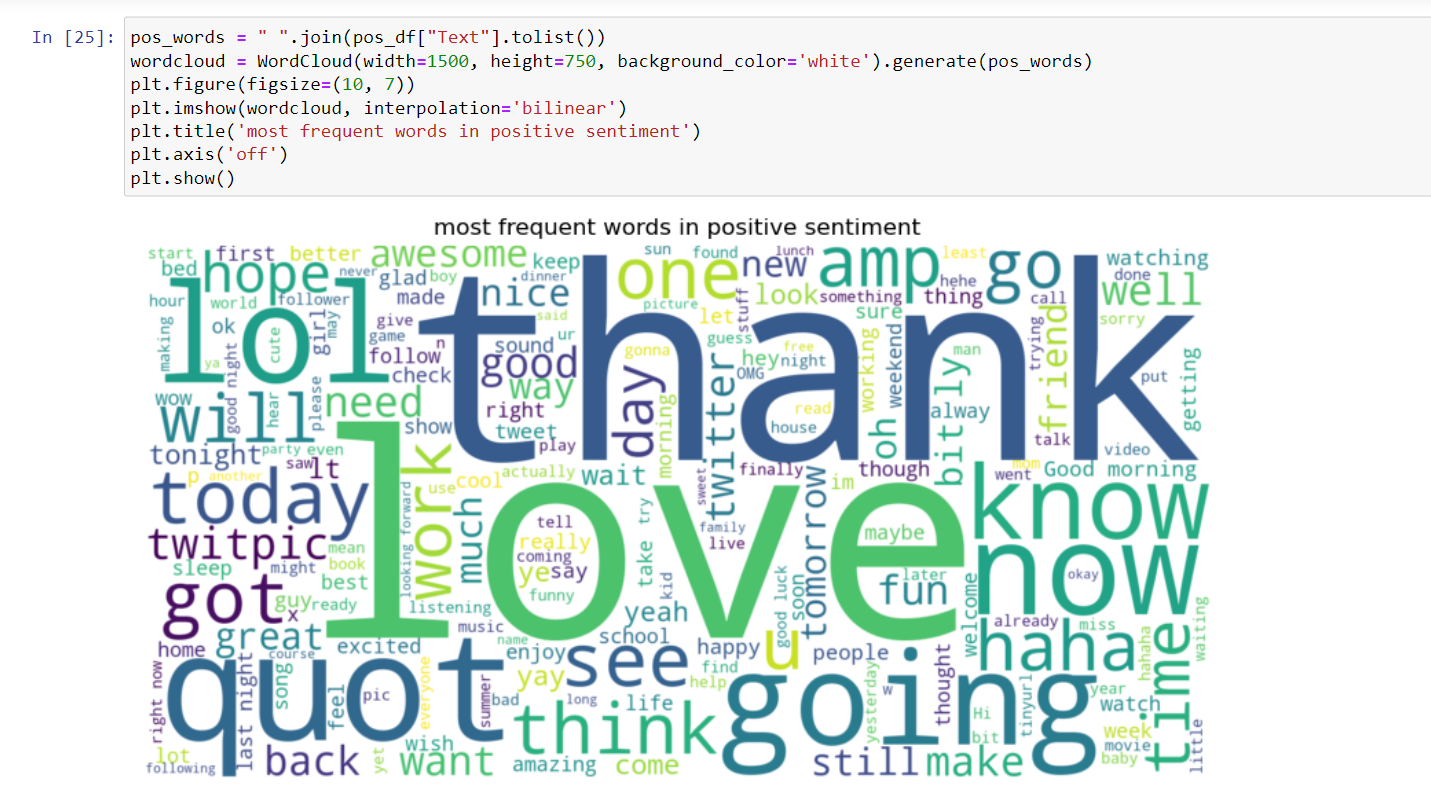 In [25]: pos_words = " ".join(pos_df["Text"].tolist())
wordcloud = WordCloud(width=1500, height=750, background_color='white').generate(pos_words)
plt.figure(figsize=(10, 7))
plt.imshow(wordcloud, interpolation='bilinear')
plt.title('most frequent words in positive sentiment')
plt.axis('off')
plt.show()
most frequent words in positive sentiment
start
first
better
awesome
keep
sun
found
lunch
amp
least
go
watching
bed
hope
never
glad
boy
dinner
one
new
hehe
done
well
hour
world
follower
made
nice
picture
look
something
thing
call
lol
thank
making
ok
cute
girl
may
give
game
n
said
sound
ur
let
stuff
sure
sorry
ya
good night
follow
check
good
way
gonna
day
guess
hey
night
OMG
free
working
weekend
man
trying
friend
put
getting
wow
will
hear
please
need
show
right
tweet
play
morning
twitter
read
house
oh
alway
bit ly
talk
video
tonight
party
even
saw
lt
p
another
work
use
cool
actually
wait
sweet
finally
though
im
went
mom
Good morning
today
love
know
twitpic
mean
looking forward
much
tell
really
coming
take
try
family
live
tomorrow
maybe
now
sleep
might
book
best
ye
say
funny
kid
soon
good luck
fun
later
okay
got
guy
x
ready
listening
yeah
welcome
already
miss
waiting
home
great
course
excited
music
name
enjoy
school
see
happy
find
u
people
haha
hahaha
time
quot
right now
last night
song
feel
pic
everyone
summer
bad
yay
long
life
help
going
yesterday
w
thought
Hi
bit
tinyurl
year
watch
week
movie
baby
little
lot
following
back
yet
wish
want
think
amazing
come
still
make